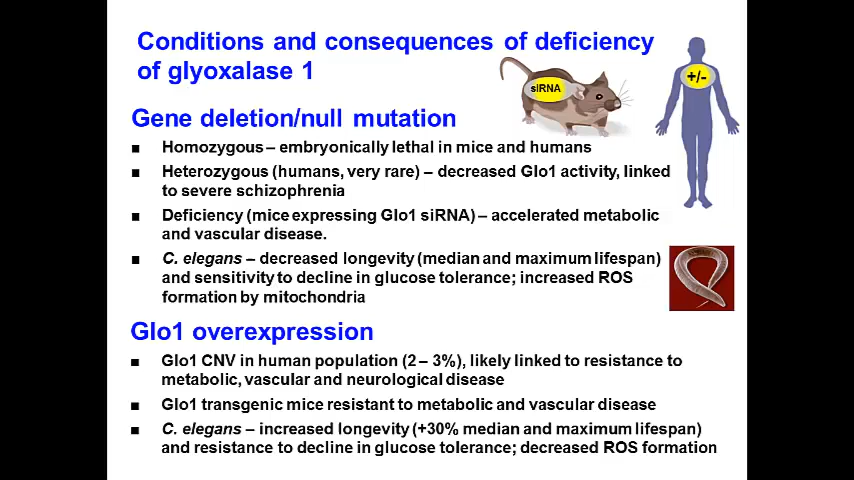 Conditions and consequences of deficiency
of glyoxalase 1
siRNA
+/-
Gene deletion/null mutation
■ Homozygous – embryonically lethal in mice and humans
■ Heterozygous (humans, very rare) – decreased Glo1 activity, linked
to severe schizophrenia
■ Deficiency (mice expressing Glo1 siRNA) – accelerated metabolic
and vascular disease.
■ C. elegans – decreased longevity (median and maximum lifespan)
and sensitivity to decline in glucose tolerance; increased ROS
formation by mitochondria
Glo1 overexpression
■ Glo1 CNV in human population (2 – 3%), likely linked to resistance to
metabolic, vascular and neurological disease
■ Glo1 transgenic mice resistant to metabolic and vascular disease
■ C. elegans – increased longevity (+30% median and maximum lifespan)
and resistance to decline in glucose tolerance; decreased ROS formation